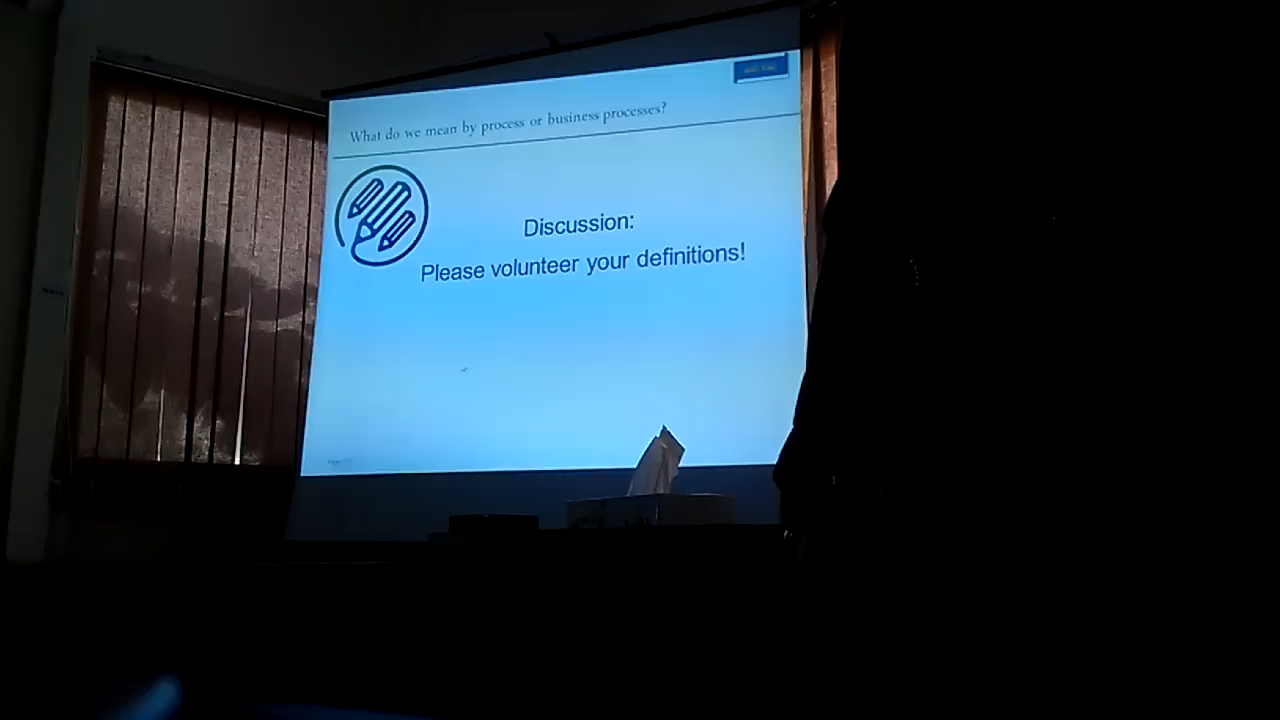 What do we mean by process or business processes?
Discussion:
Please volunteer your definitions!